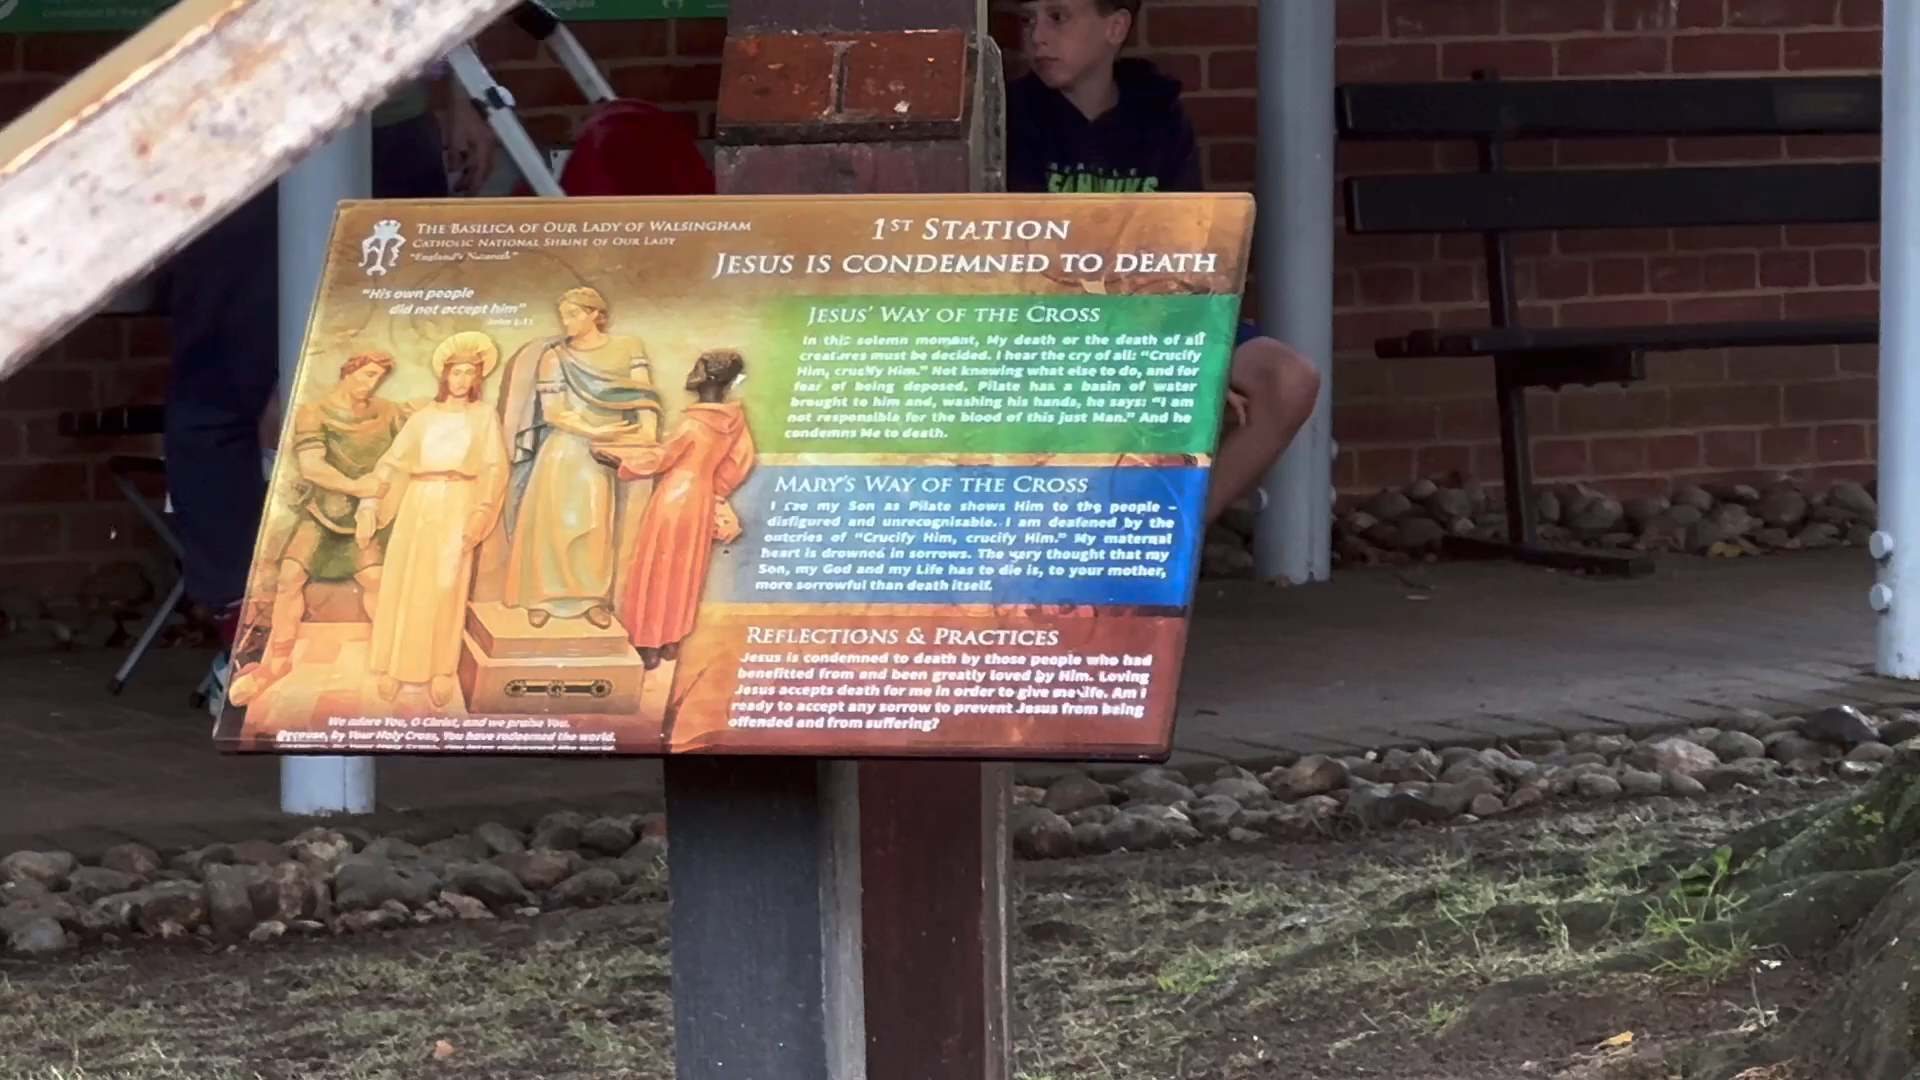 THE BASILICA OF OUR LADY OF WALSINGHAM
CATHOLIC NATIONAL SHRINE OF OUR LADY
"England's Nazareth"
1ST STATION
JESUS IS CONDEMNED TO DEATH
"His own people
did not accept him"
John 1:11
JESUS' WAY OF THE CROSS
In this solemn moment, My death or the death of all
creatures must be decided. I hear the cry of all: "Crucify
Him, crucify Him." Not knowing what else to do, and for
fear of being deposed, Pilate has a basin of water
brought to him and, washing his hands, he says: "I am
not responsible for the blood of this just Man." And he
condemns Me to death.
MARY'S WAY OF THE CROSS
I see my Son as Pilate shows Him to the people –
disfigured and unrecognisable. I am deafened by the
outcries of "Crucify Him, crucify Him." My maternal
heart is drowned in sorrows. The very thought that my
Son, my God and my Life has to die is, to your mother,
more sorrowful than death itself.
REFLECTIONS & PRACTICES
Jesus is condemned to death by those people who had
benefitted from and been greatly loved by Him. Loving
Jesus accepts death for me in order to give me life. Am I
ready to accept any sorrow to prevent Jesus from being
offended and from suffering?
We adore You, O Christ, and we praise You.
Because, by Your Holy Cross, You have redeemed the world.